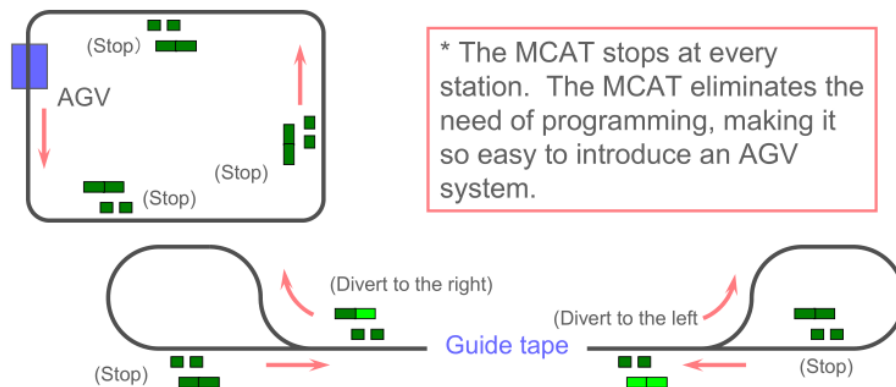 (Stop)
AGV
(Stop)
(Stop)
* The MCAT stops at every
station. The MCAT eliminates the
need of programming, making it
so easy to introduce an AGV
system.
(Divert to the right)
(Divert to the left
Guide tape
(Stop)
(Stop)